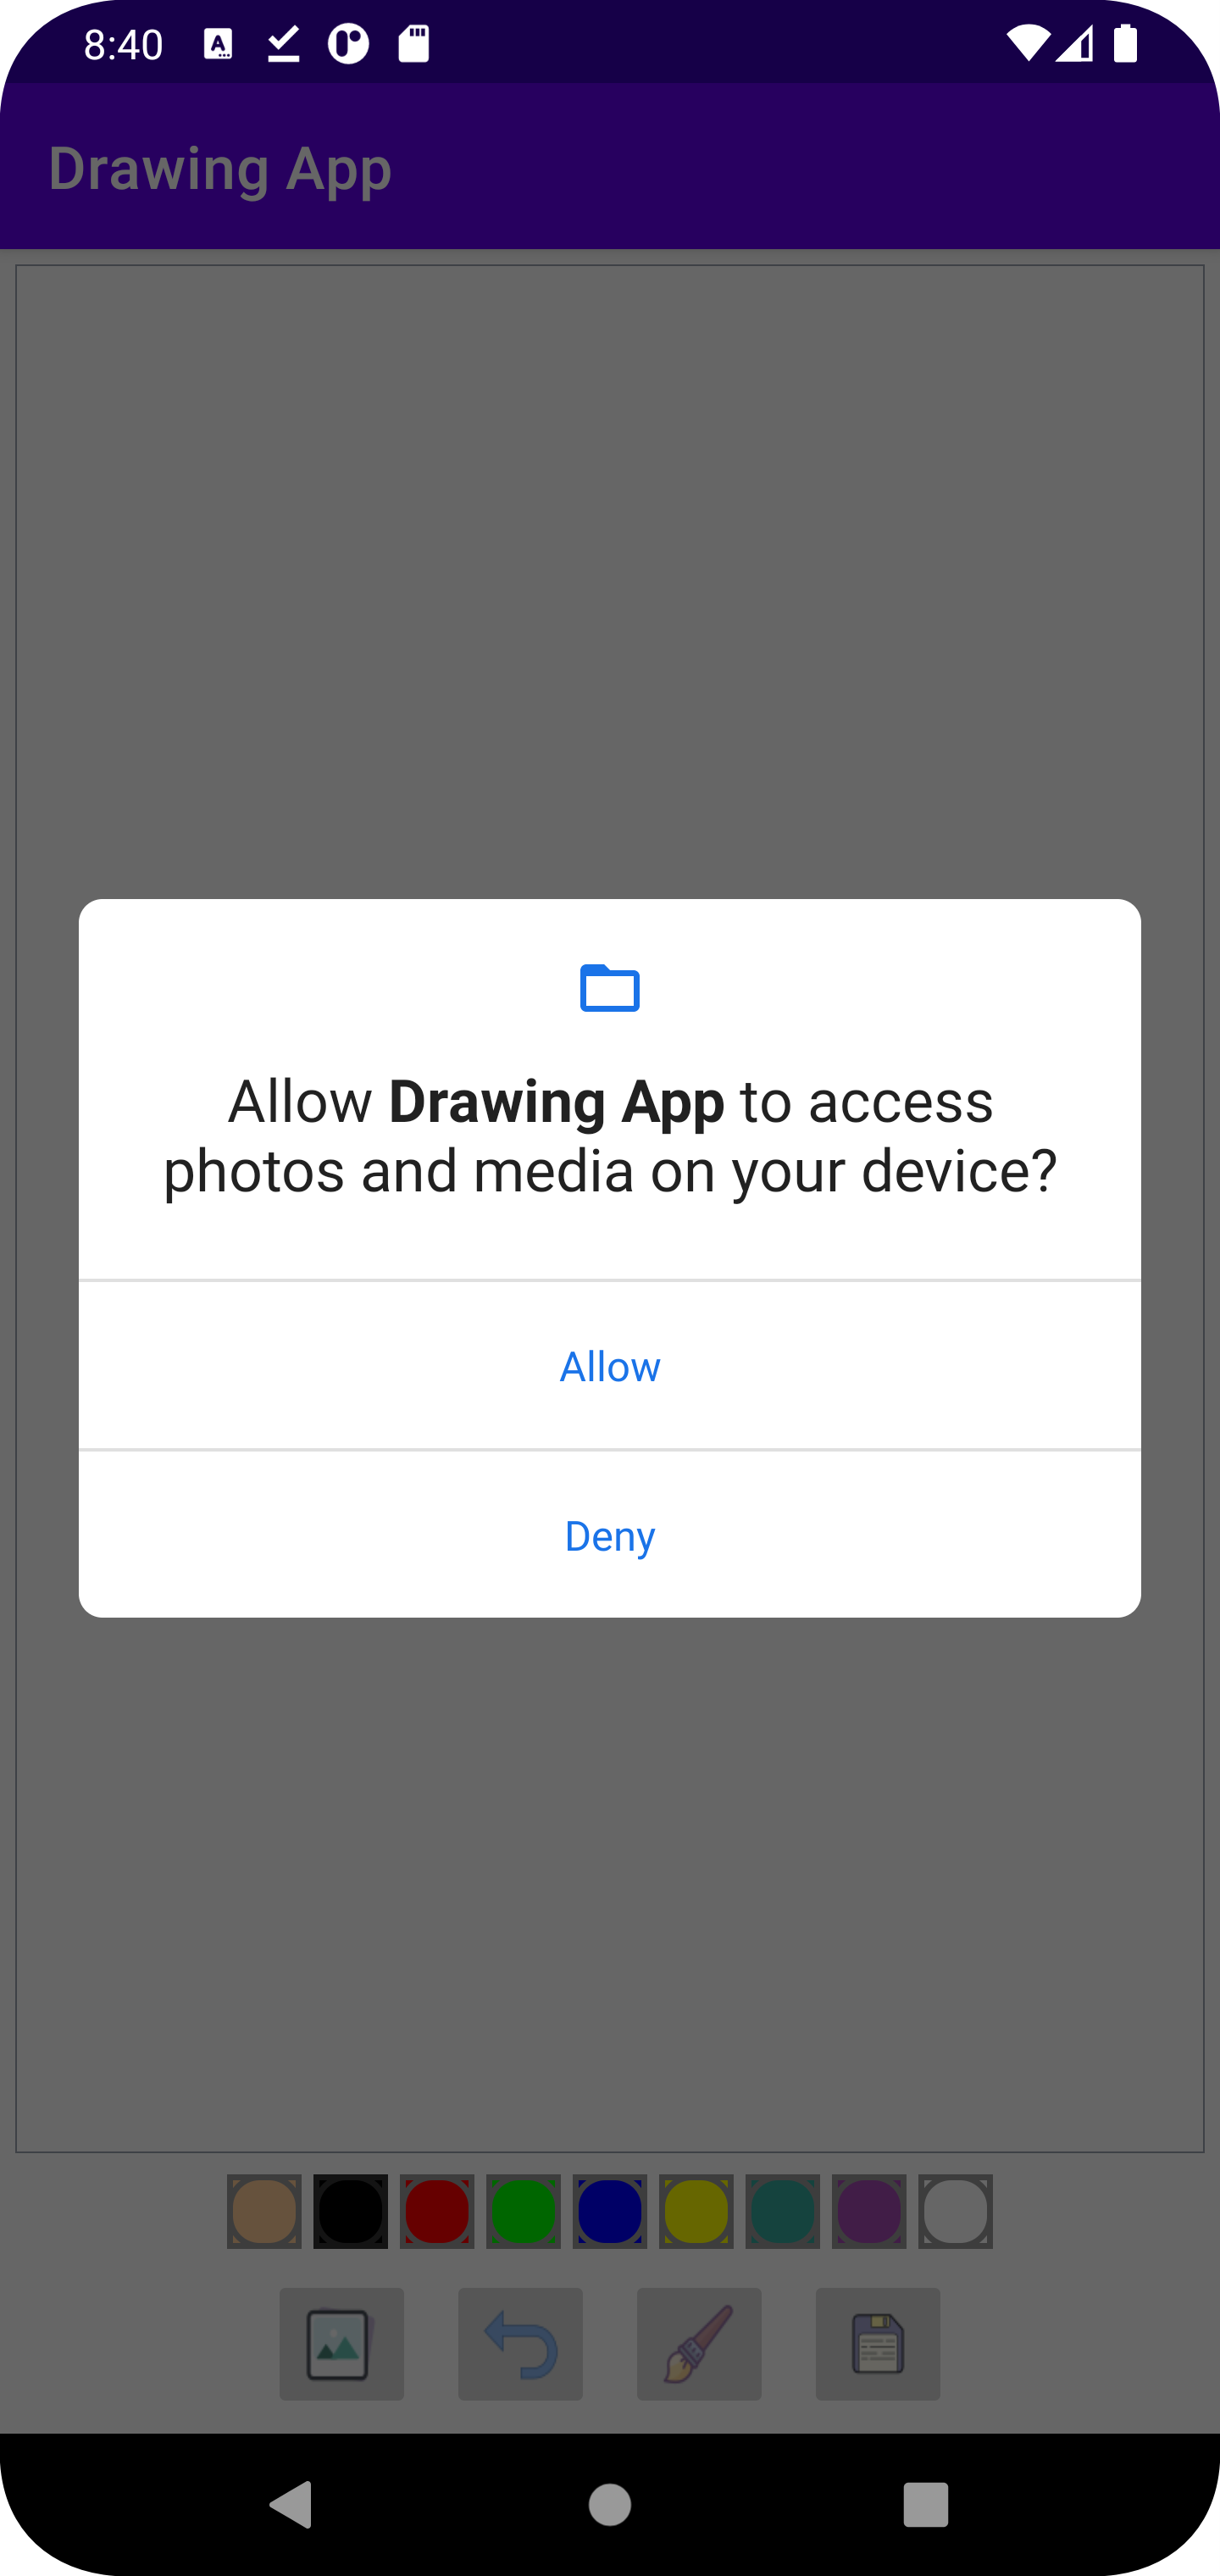 8:40
Drawing App
Allow Drawing App to access
photos and media on your device?
Allow
Deny